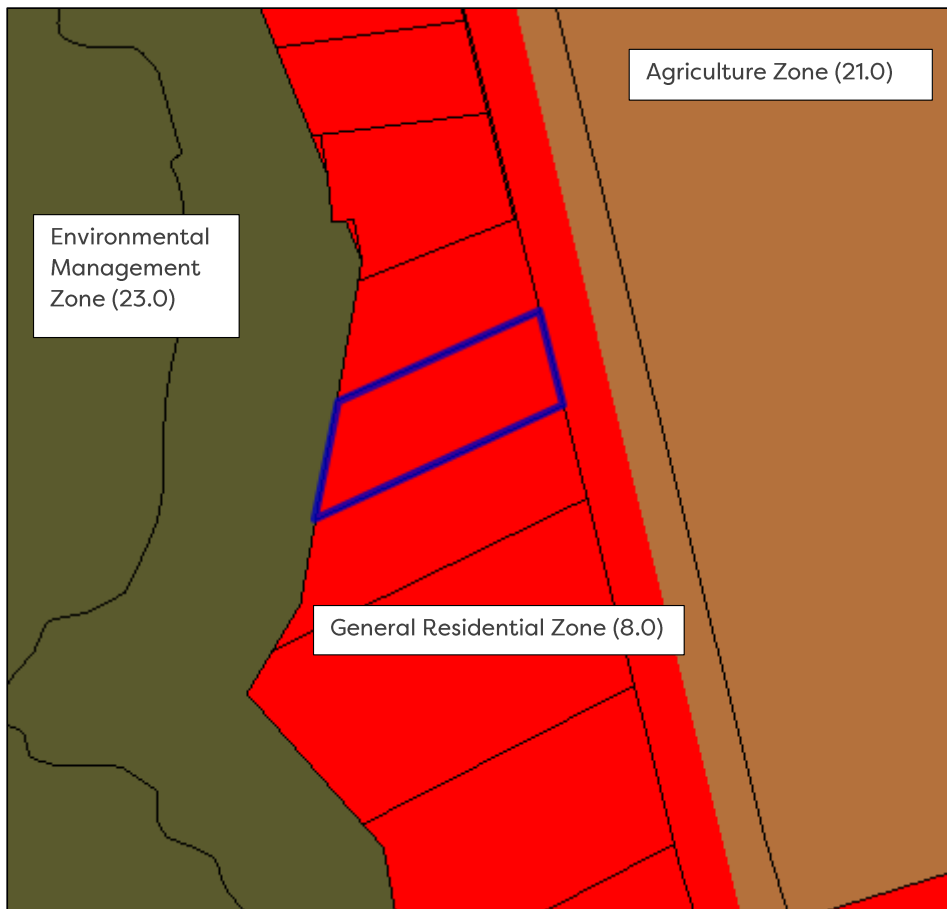 Agriculture Zone (21.0)
Environmental
Management
Zone (23.0)
General Residential Zone (8.0)